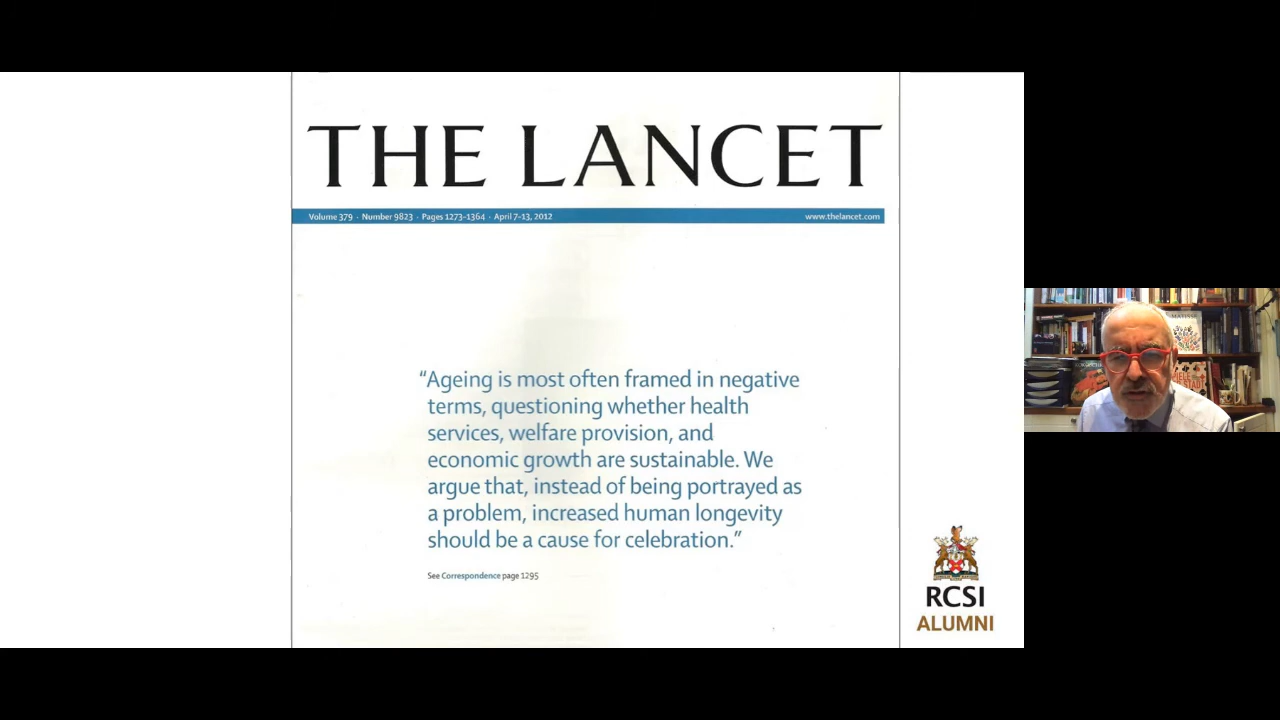 THE LANCET
Volume 379 · Number 9823 · Pages 1273–1364 · April 7–13, 2012
www.thelancet.com
“Ageing is most often framed in negative
terms, questioning whether health
services, welfare provision, and
economic growth are sustainable. We
argue that, instead of being portrayed as
a problem, increased human longevity
should be a cause for celebration.”
See Correspondence page 1295
MATISSE
RCSI
ALUMNI